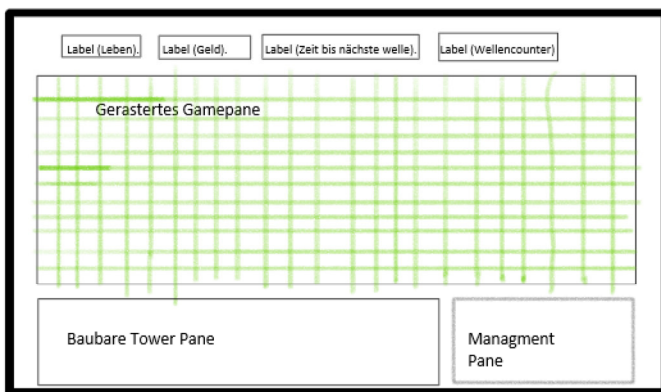 Label (Leben).
Label (Geld).
Label (Zeit bis nächste welle).
Label (Wellencounter)
Gerastertes Gamepane
Baubare Tower Pane
Managment
Pane